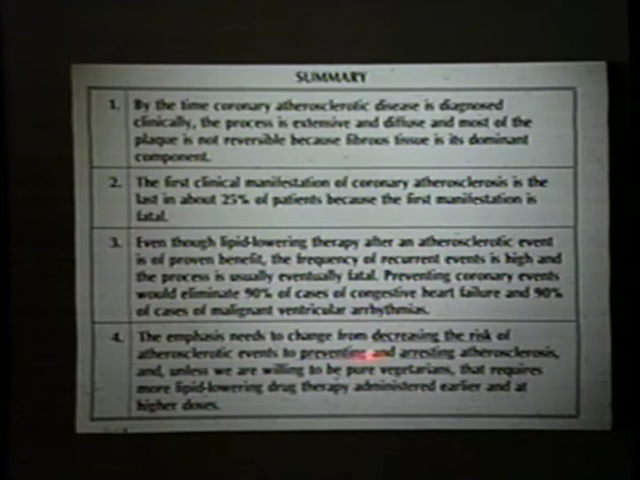 SUMMARY
1. By the time coronary atherosclerotic disease is diagnosed
clinically, the process is extensive and diffuse and most of the
plaque is not reversible because fibrous tissue is its dominant
component.
2. The first clinical manifestation of coronary atherosclerosis is the
last in about 25% of patients because the first manifestation is
fatal.
3. Even though lipid-lowering therapy after an atherosclerotic event
is of proven benefit, the frequency of recurrent events is high and
the process is usually eventually fatal. Preventing coronary events
would eliminate 90% of cases of congestive heart failure and 90%
of cases of malignant ventricular arrhythmias.
4. The emphasis needs to change from decreasing the risk of
atherosclerotic events to preventing and arresting atherosclerosis,
and, unless we are willing to be pure vegetarians, that requires
more lipid-lowering drug therapy administered earlier and at
higher doses.